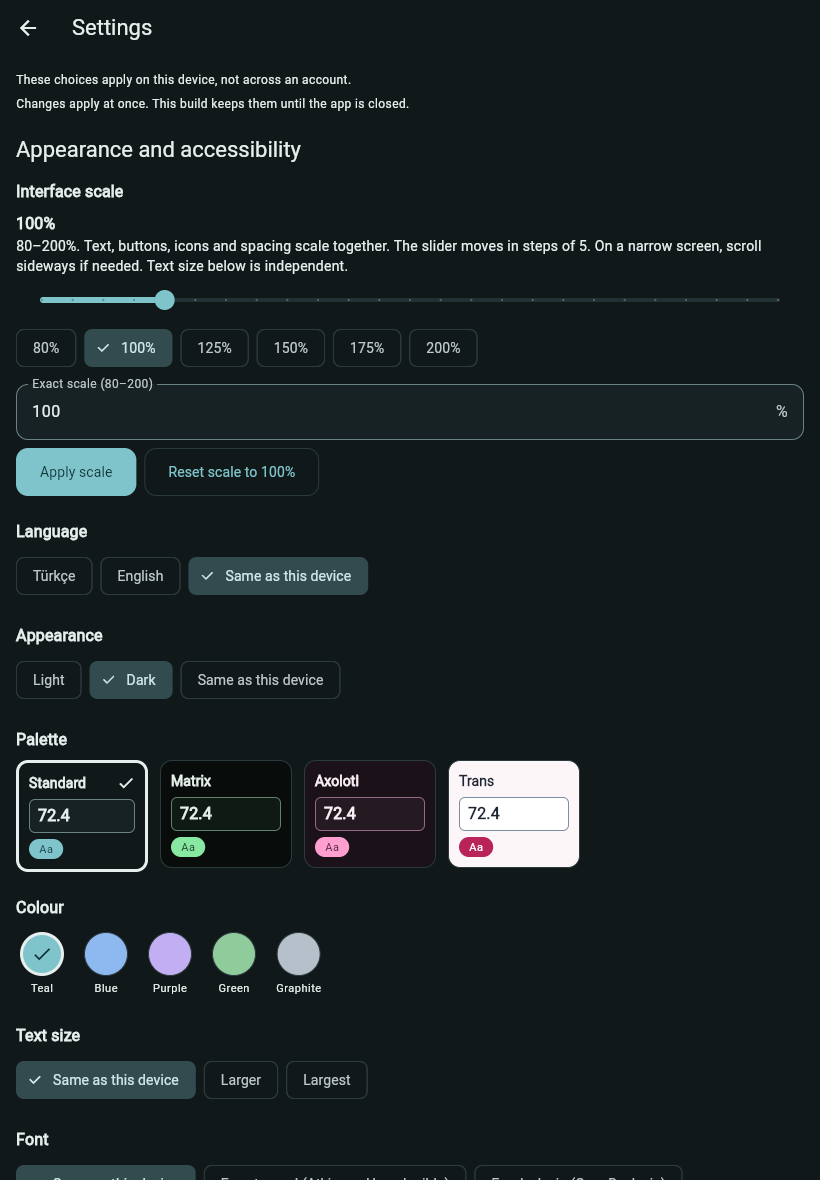 Settings
These choices apply on this device, not across an account.
Changes apply at once. This build keeps them until the app is closed.
Appearance and accessibility
Interface scale
100%
80–200%. Text, buttons, icons and spacing scale together. The slider moves in steps of 5. On a narrow screen, scroll
sideways if needed. Text size below is independent.
80% 100% 125% 150% 175% 200%
Exact scale (80–200)
100 %
Apply scale Reset scale to 100%
Language
Türkçe English Same as this device
Appearance
Light Dark Same as this device
Palette
Standard Matrix Axolotl Trans
72.4 72.4 72.4 72.4
Aa Aa Aa Aa
Colour
Teal Blue Purple Green Graphite
Text size
Same as this device Larger Largest
Font